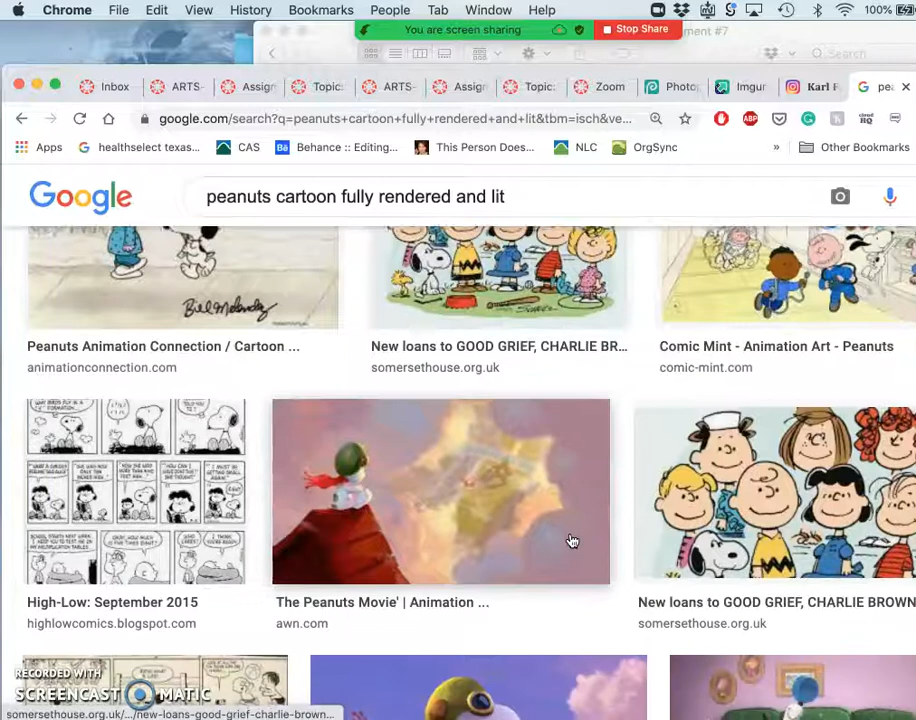 Chrome File Edit View History Bookmarks People Tab Window Help 100%
You are screen sharing Stop Share ment #7
Search
Inbox ARTS- Assign Topic: ARTS- Assig Topic: Zoom Photo Imgur Karl F pea
google.com/search?q=peanuts+cartoon+fully+rendered+and+lit&tbm=isch&ve...
Apps healthselect texas... CAS Behance :: Editing... This Person Does... NLC OrgSync » Other Bookmarks
Google peanuts cartoon fully rendered and lit
Peanuts Animation Connection / Cartoon ...
animationconnection.com
New loans to GOOD GRIEF, CHARLIE BR...
somersethouse.org.uk
Comic Mint - Animation Art - Peanuts
comic-mint.com
High-Low: September 2015
highlowcomics.blogspot.com
The Peanuts Movie' | Animation ...
awn.com
New loans to GOOD GRIEF, CHARLIE BROWN
somersethouse.org.uk
RECORDED WITH
SCREENCAST MATIC
somersethouse.org.uk/.../new-loans-good-grief-charlie-brown...